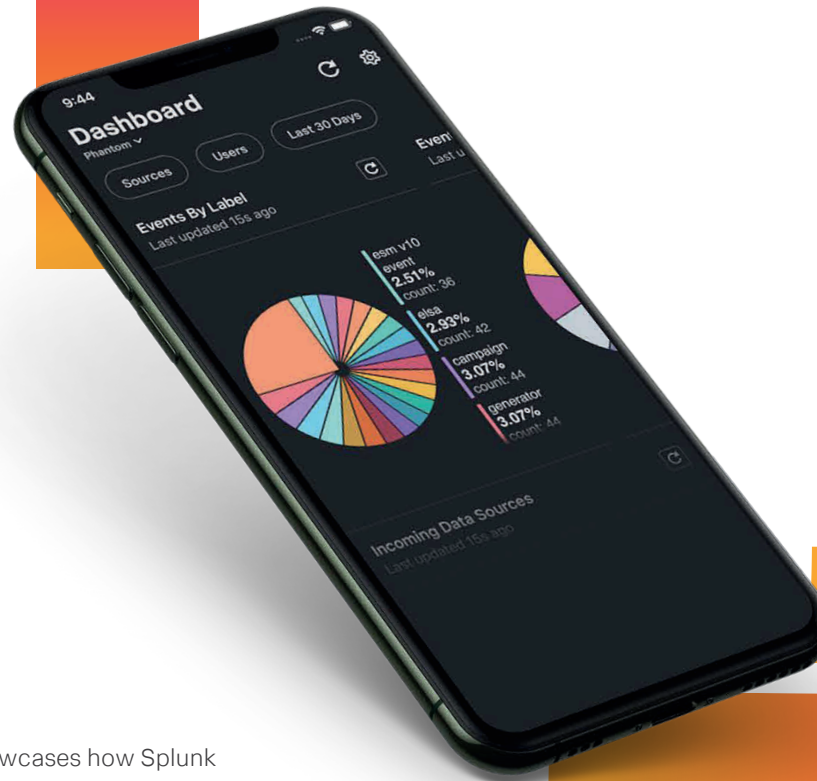 9:44
Dashboard
Phantom
Sources
Users
Last 30 Days
Events By Label
Last updated 15s ago
Even
Last u
esm v10
event
2.51%
count: 36
elsa
2.93%
count: 42
campaign
3.07%
count: 44
generator
3.07%
count: 44
Incoming Data Sources
Last updated 15s ago
wcases how Splunk